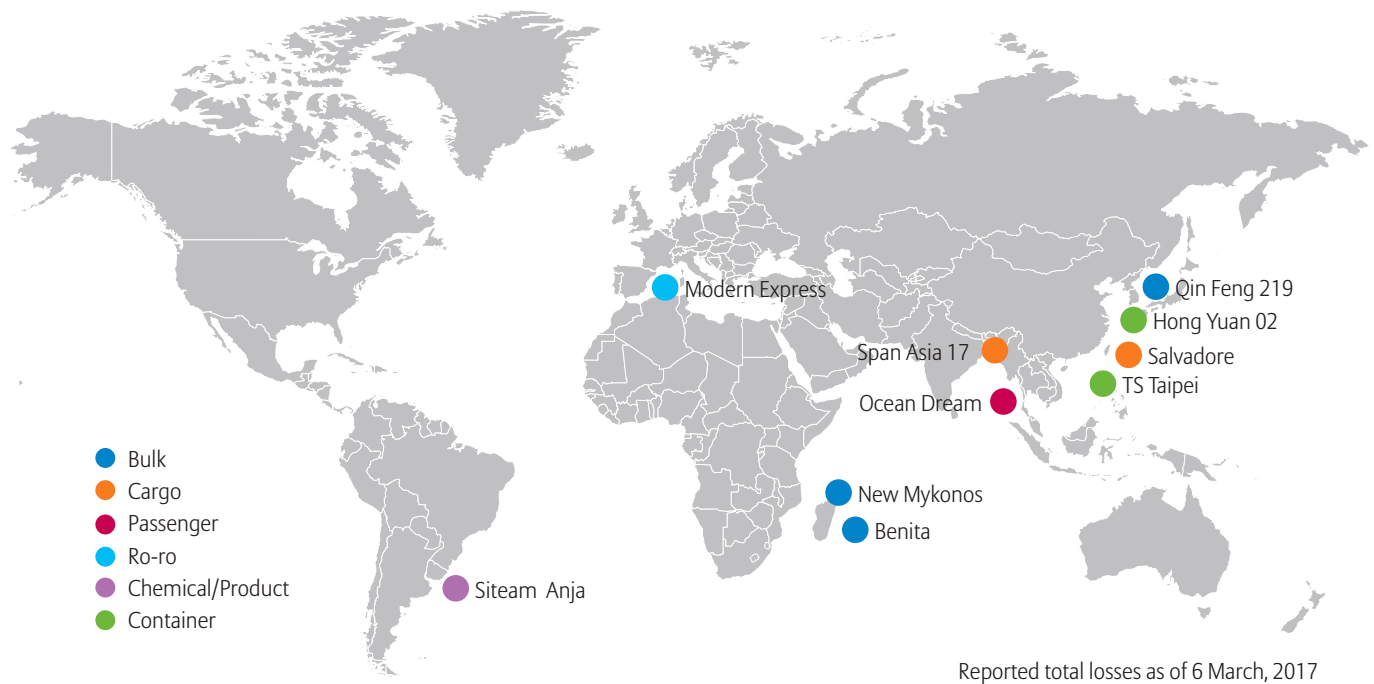 Modern Express
Qin Feng 219
Hong Yuan 02
Span Asia 17
Salvadore
TS Taipei
Ocean Dream
New Mykonos
Benita
Siteam Anja
Bulk
Cargo
Passenger
Ro-ro
Chemical/Product
Container
Reported total losses as of 6 March, 2017